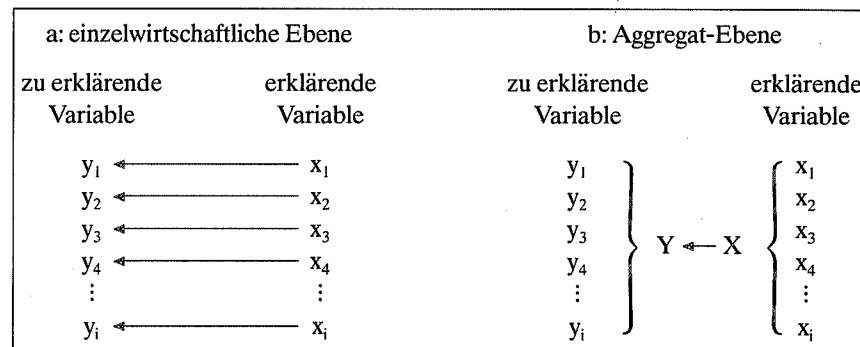 a: einzelwirtschaftliche Ebene b: Aggregat-Ebene
zu erklärende erklärende zu erklärende erklärende
Variable Variable Variable Variable
y₁ x₁ y₁ x₁
y₂ x₂ y₂ x₂
y₃ x₃ y₃ x₃
Y X
y₄ x₄ y₄ x₄
⋮ ⋮ ⋮ ⋮
yᵢ xᵢ yᵢ xᵢ